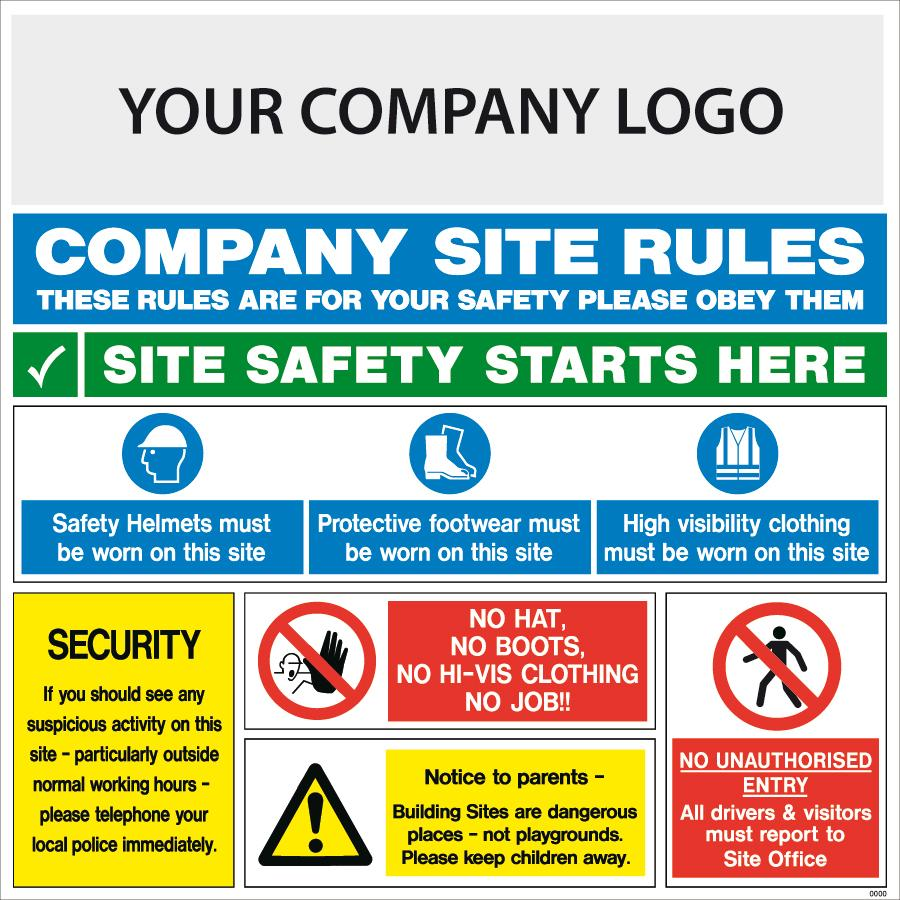 YOUR COMPANY LOGO
COMPANY SITE RULES
THESE RULES ARE FOR YOUR SAFETY PLEASE OBEY THEM
SITE SAFETY STARTS HERE
Safety Helmets must
be worn on this site
Protective footwear must
be worn on this site
High visibility clothing
must be worn on this site
SECURITY
If you should see any
suspicious activity on this
site - particularly outside
normal working hours -
please telephone your
local police immediately.
NO HAT,
NO BOOTS,
NO HI-VIS CLOTHING
NO JOB!!
Notice to parents -
Building Sites are dangerous
places - not playgrounds.
Please keep children away.
NO UNAUTHORISED
ENTRY
All drivers & visitors
must report to
Site Office
0000